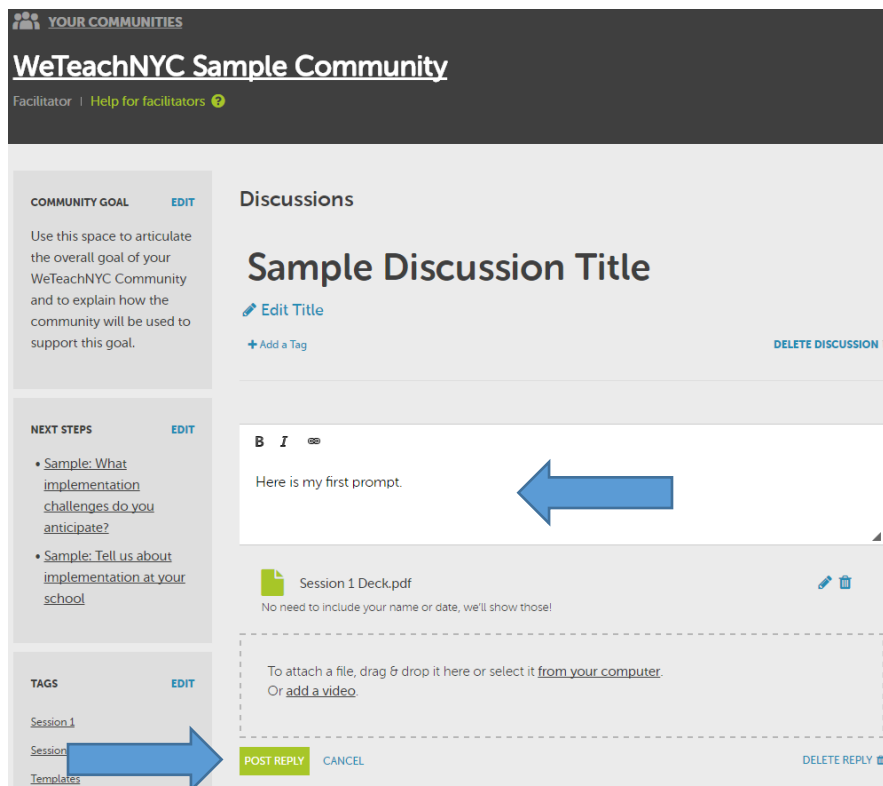 YOUR COMMUNITIES
WeTeachNYC Sample Community
Facilitator | Help for facilitators ?
COMMUNITY GOAL EDIT
Use this space to articulate
the overall goal of your
WeTeachNYC Community
and to explain how the
community will be used to
support this goal.
NEXT STEPS EDIT
• Sample: What
implementation
challenges do you
anticipate?
• Sample: Tell us about
implementation at your
school
TAGS EDIT
Session 1
Session
Templates
Discussions
Sample Discussion Title
Edit Title
+ Add a Tag DELETE DISCUSSION
B I
Here is my first prompt.
Session 1 Deck.pdf
No need to include your name or date, we'll show those!
To attach a file, drag & drop it here or select it from your computer.
Or add a video.
POST REPLY CANCEL DELETE REPLY